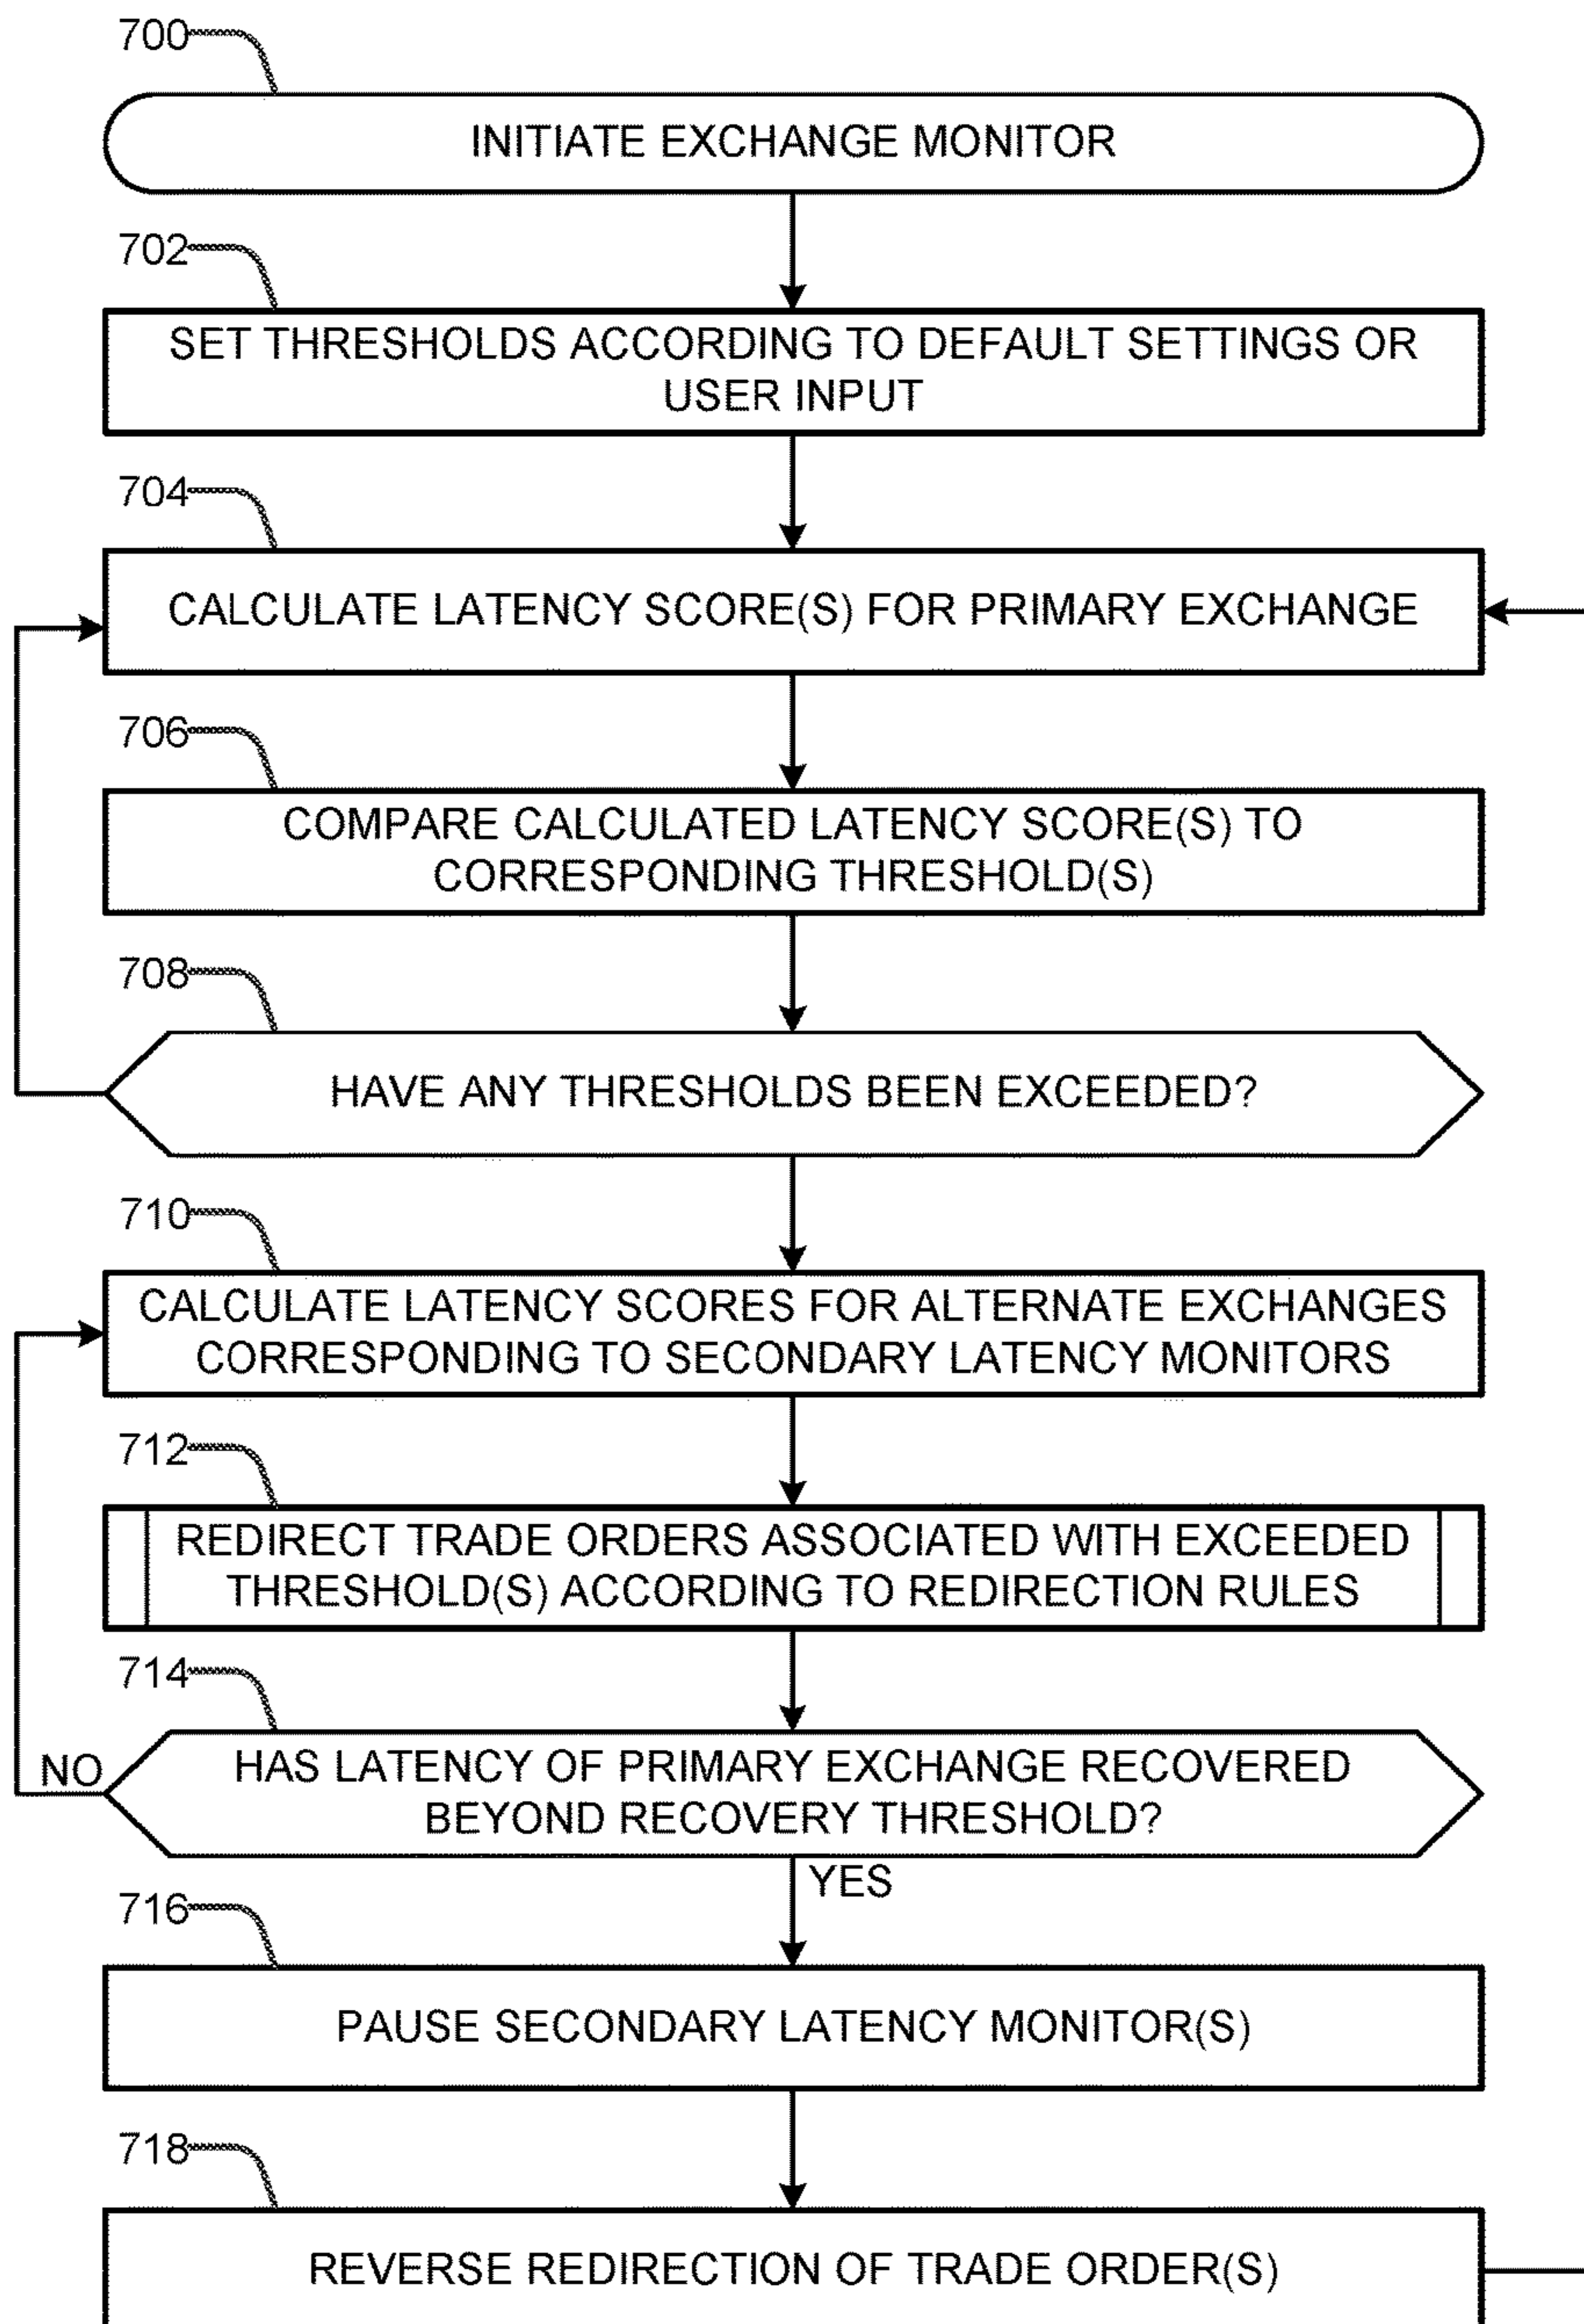 700
INITIATE EXCHANGE MONITOR
702
SET THRESHOLDS ACCORDING TO DEFAULT SETTINGS OR
USER INPUT
704
CALCULATE LATENCY SCORE(S) FOR PRIMARY EXCHANGE
706
COMPARE CALCULATED LATENCY SCORE(S) TO
CORRESPONDING THRESHOLD(S)
708
HAVE ANY THRESHOLDS BEEN EXCEEDED?
710
CALCULATE LATENCY SCORES FOR ALTERNATE EXCHANGES
CORRESPONDING TO SECONDARY LATENCY MONITORS
712
REDIRECT TRADE ORDERS ASSOCIATED WITH EXCEEDED
THRESHOLD(S) ACCORDING TO REDIRECTION RULES
714
NO
HAS LATENCY OF PRIMARY EXCHANGE RECOVERED
BEYOND RECOVERY THRESHOLD?
YES
716
PAUSE SECONDARY LATENCY MONITOR(S)
718
REVERSE REDIRECTION OF TRADE ORDER(S)